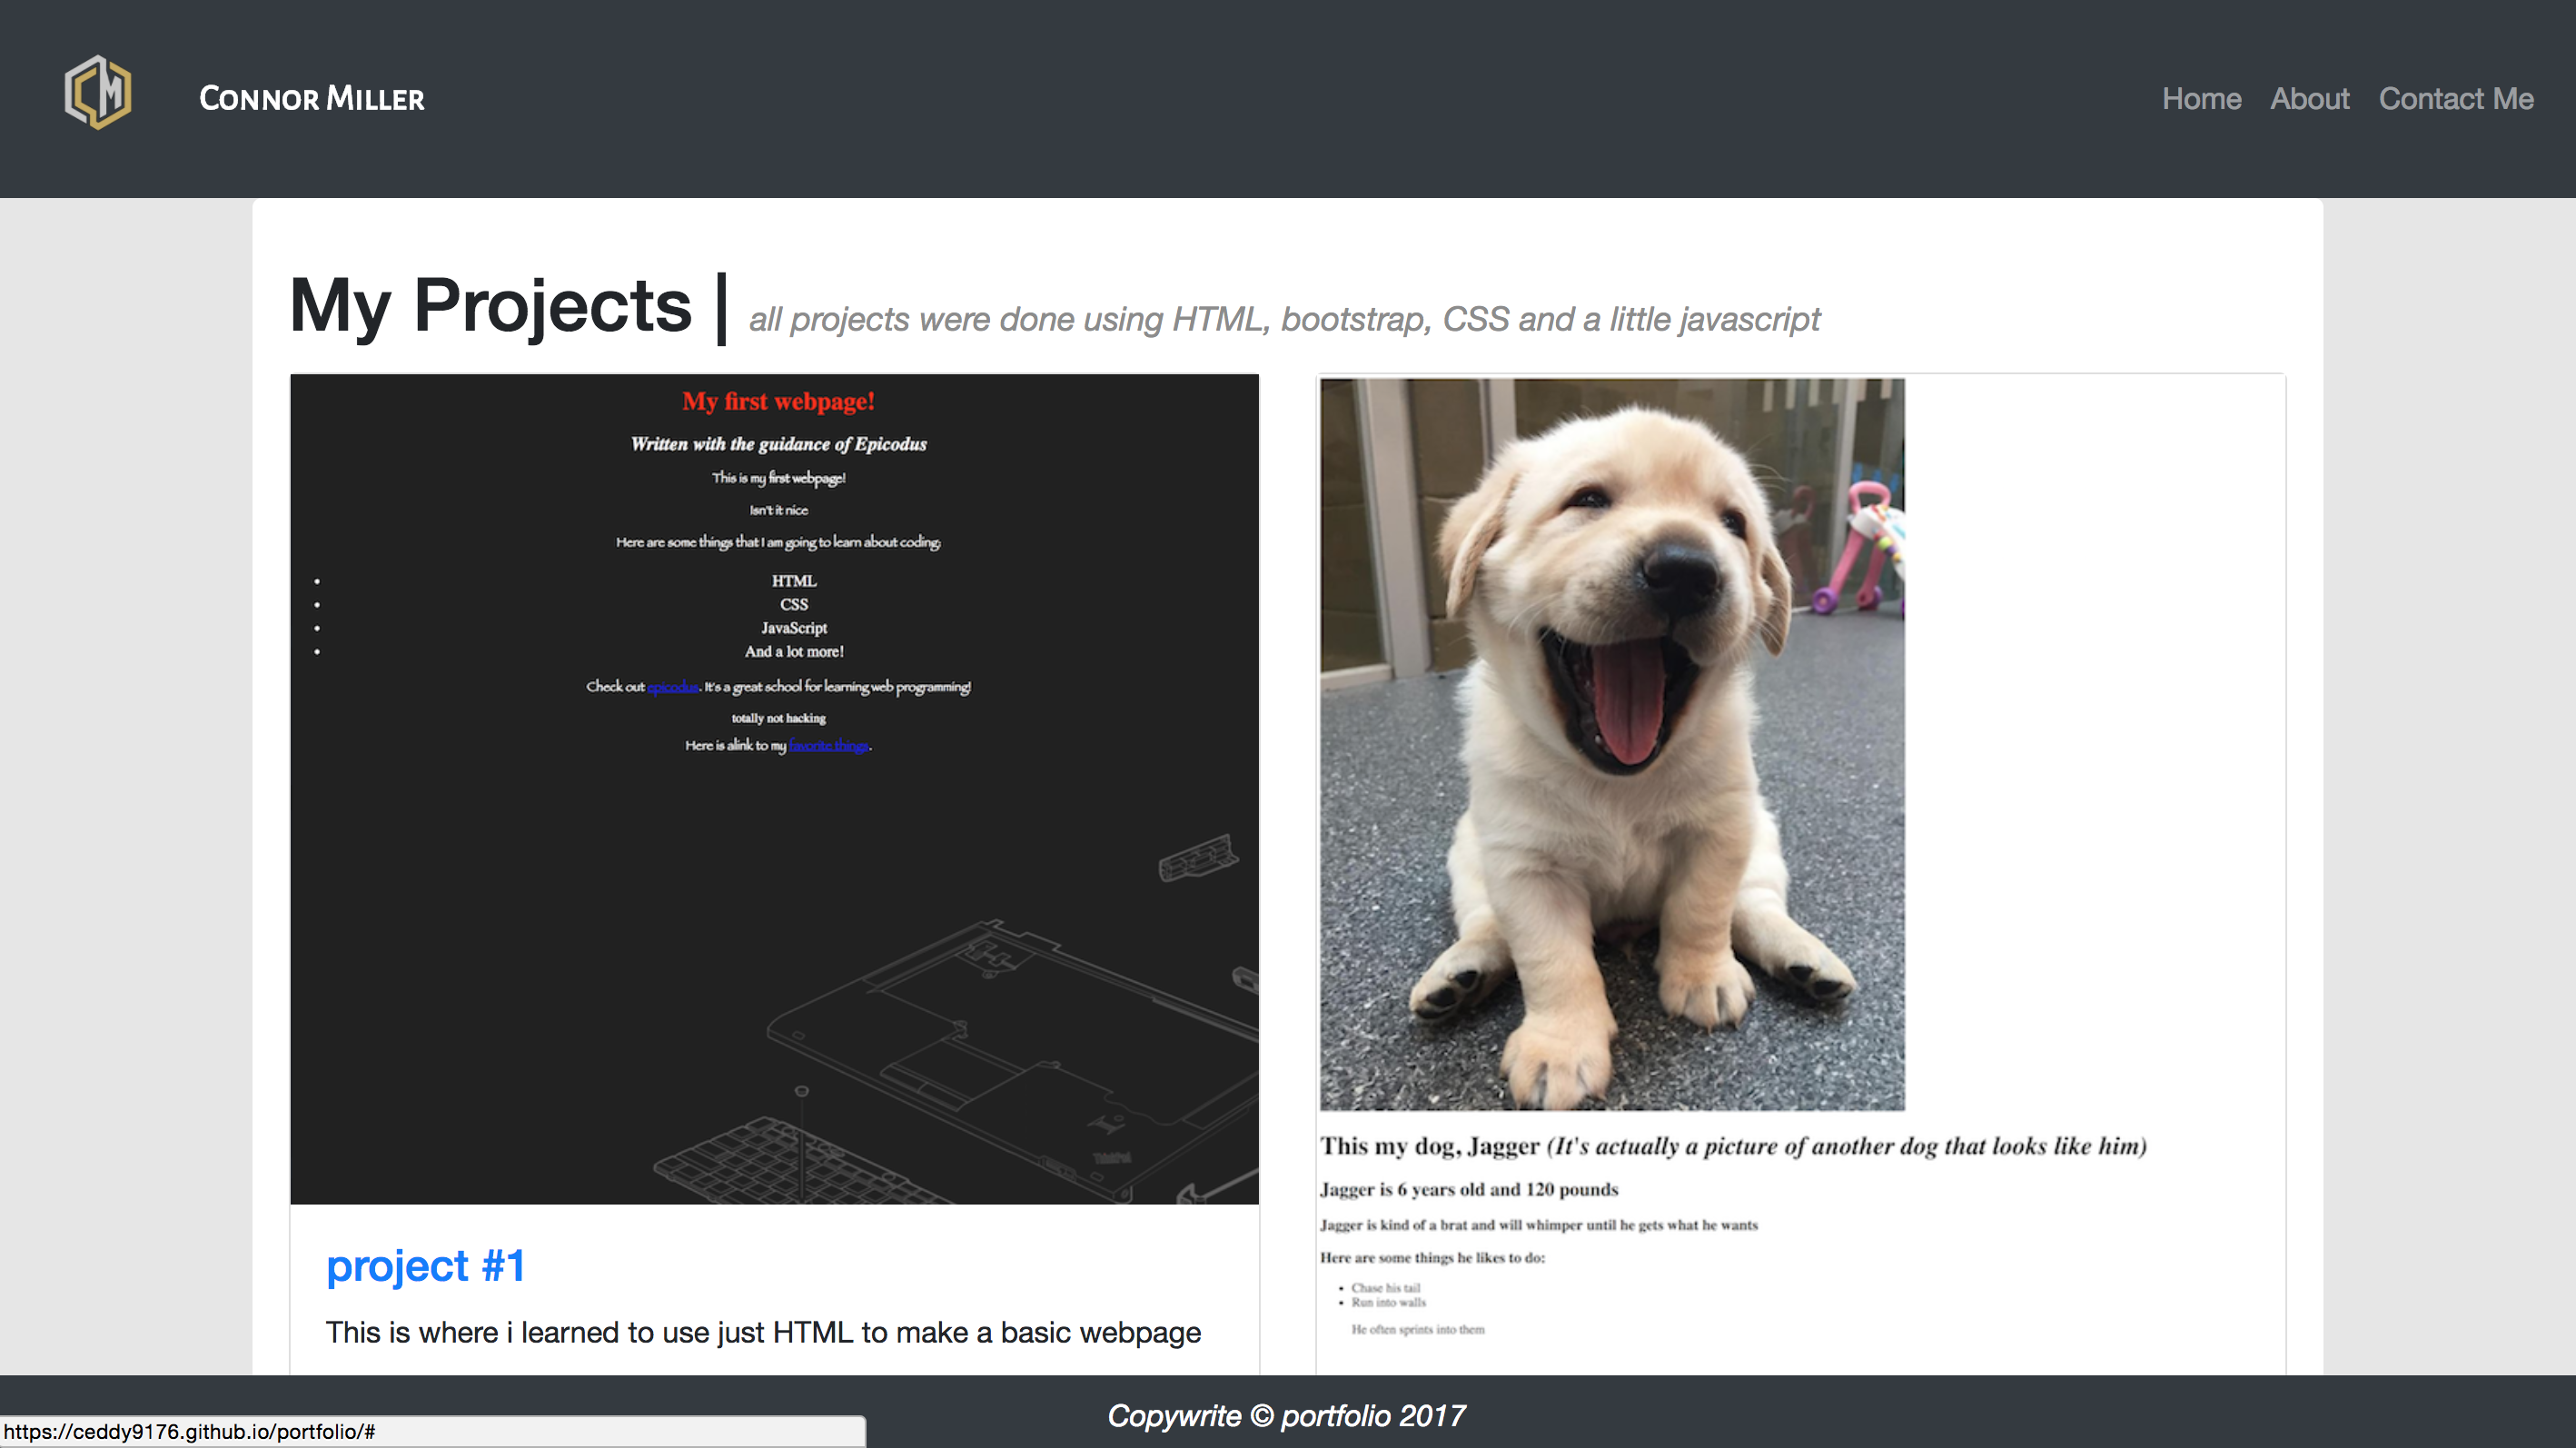 CM
Connor Miller
Home About Contact Me
My Projects | all projects were done using HTML, bootstrap, CSS and a little javascript
My first webpage!
Written with the guidance of Epicodus
This is my first webpage!
Isn't it nice
Here are some things that I am going to learn about coding:
• HTML
• CSS
• JavaScript
• And a lot more!
Check out epicodus. It's a great school for learning web programming!
totally not hacking
Here is alink to my favorite things.
ThinkPad
project #1
This is where i learned to use just HTML to make a basic webpage
This my dog, Jagger (It's actually a picture of another dog that looks like him)
Jagger is 6 years old and 120 pounds
Jagger is kind of a brat and will whimper until he gets what he wants
Here are some things he likes to do:
• Chase his tail
• Run into walls
He often sprints into them
Copywrite © portfolio 2017
https://ceddy9176.github.io/portfolio/#